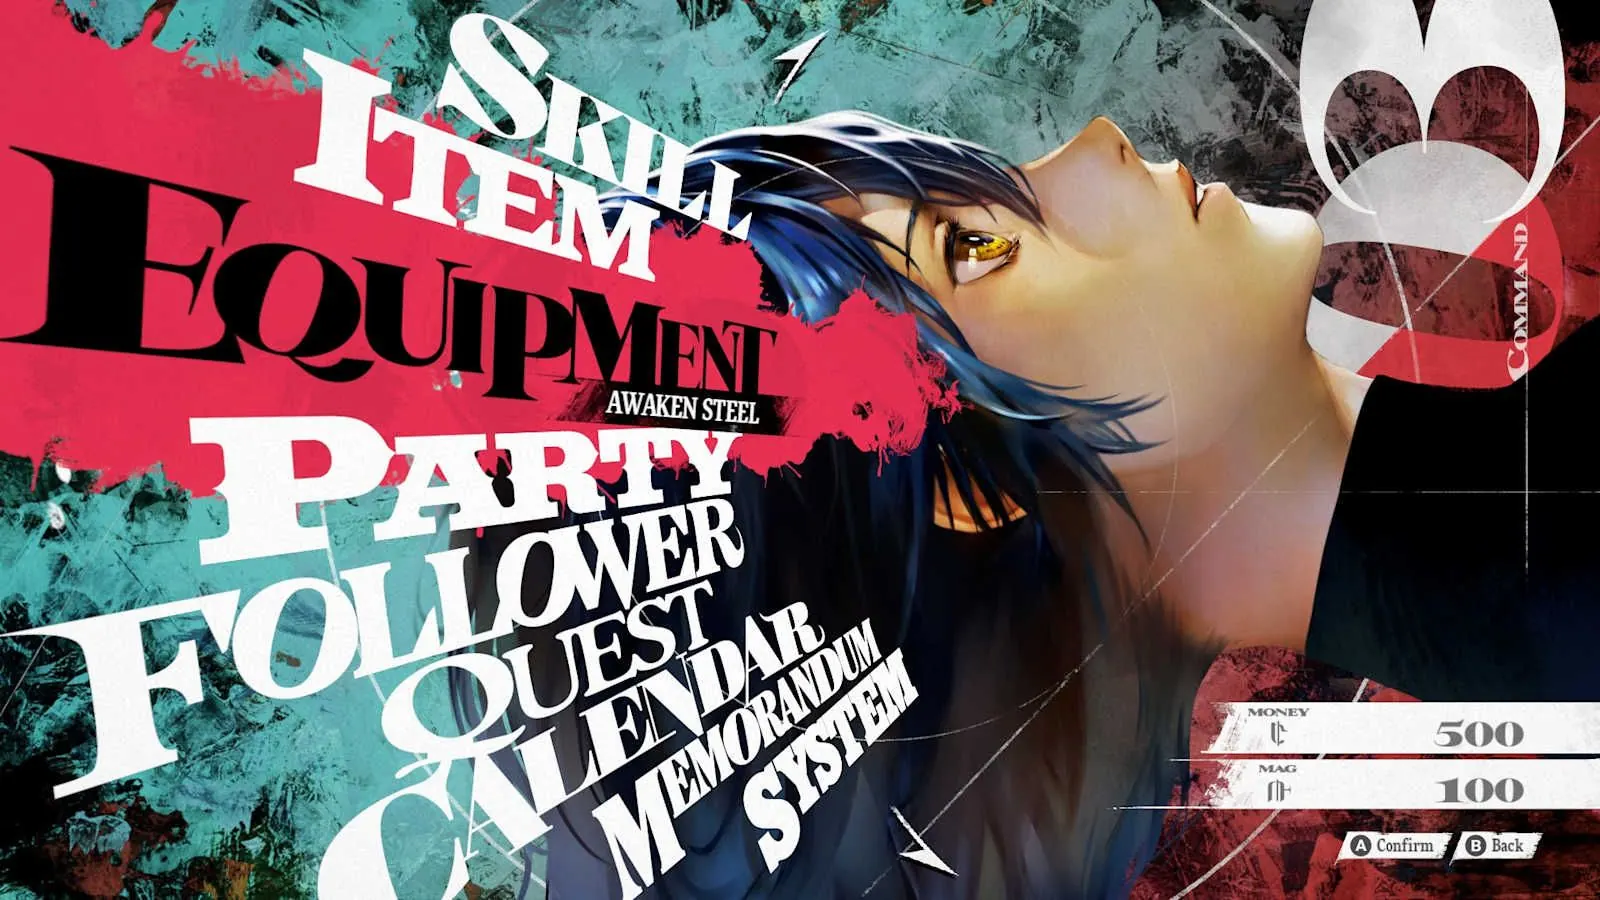 SKILL
ITEM
EQUIPMENT
AWAKEN STEEL
PARTY
FOLLOWER
QUEST
CALENDAR
MEMORANDUM
SYSTEM
COMMAND
MONEY
500
MAG
100
A Confirm B Back